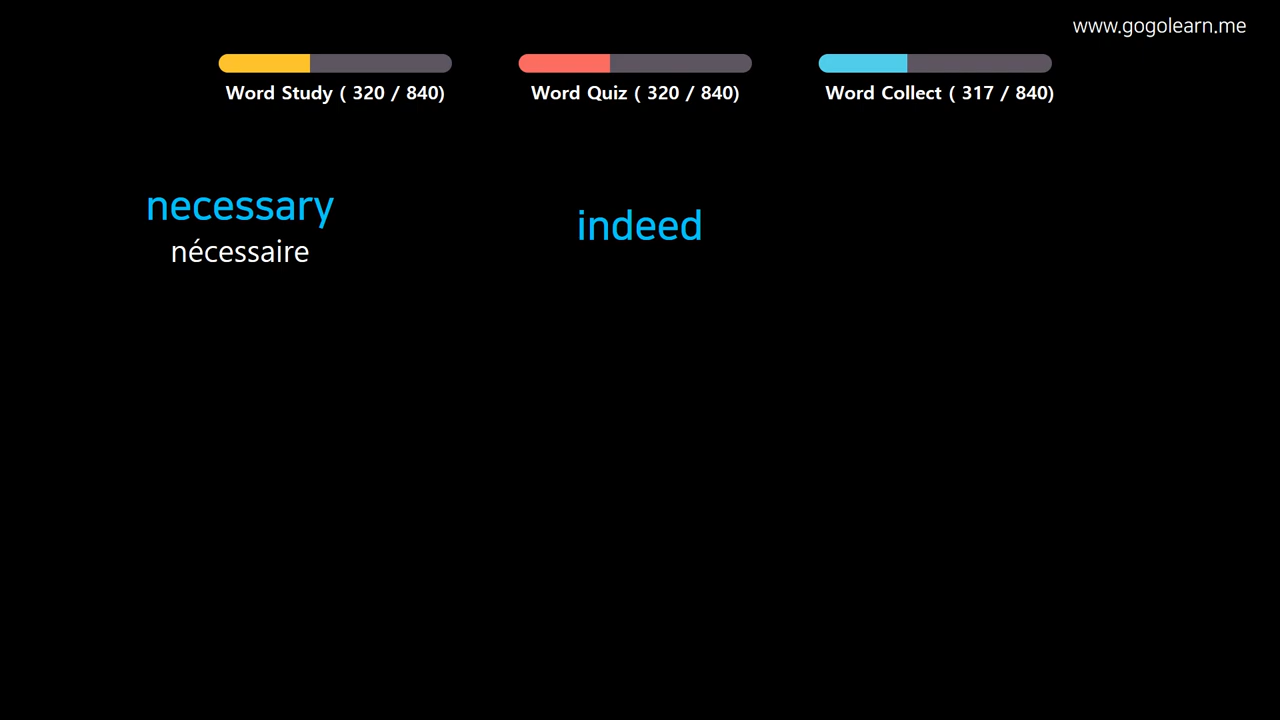 www.gogolearn.me
Word Study ( 320 / 840)
Word Quiz ( 320 / 840)
Word Collect ( 317 / 840)
necessary
nécessaire
indeed